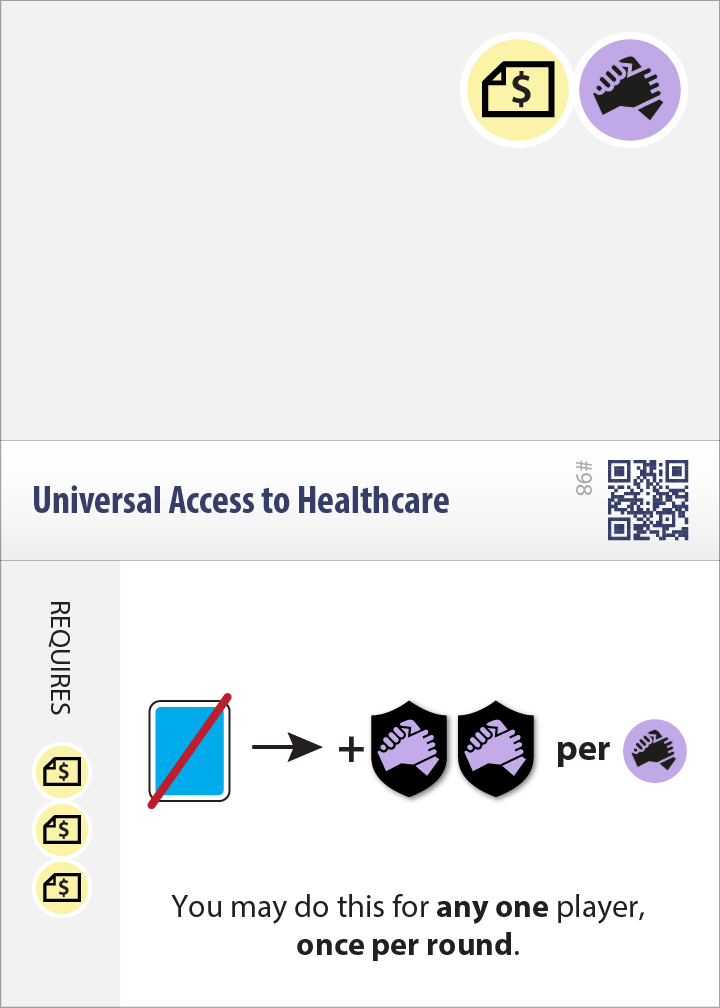 $
Universal Access to Healthcare
#98
REQUIRES
$
$
$
+ per
You may do this for any one player,
once per round.